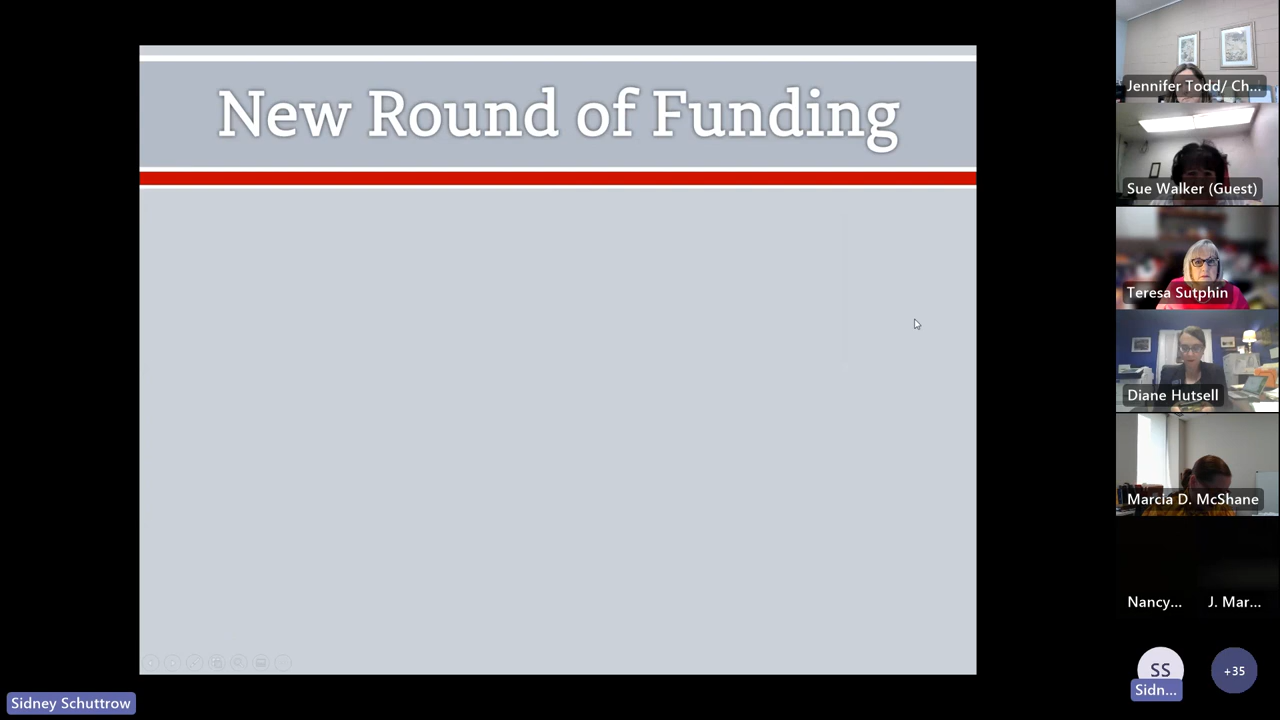 New Round of Funding
Jennifer Todd/ Ch...
Sue Walker (Guest)
Teresa Sutphin
Diane Hutsell
Marcia D. McShane
Nancy...
J. Mar...
SS
+35
Sidn...
Sidney Schuttrow